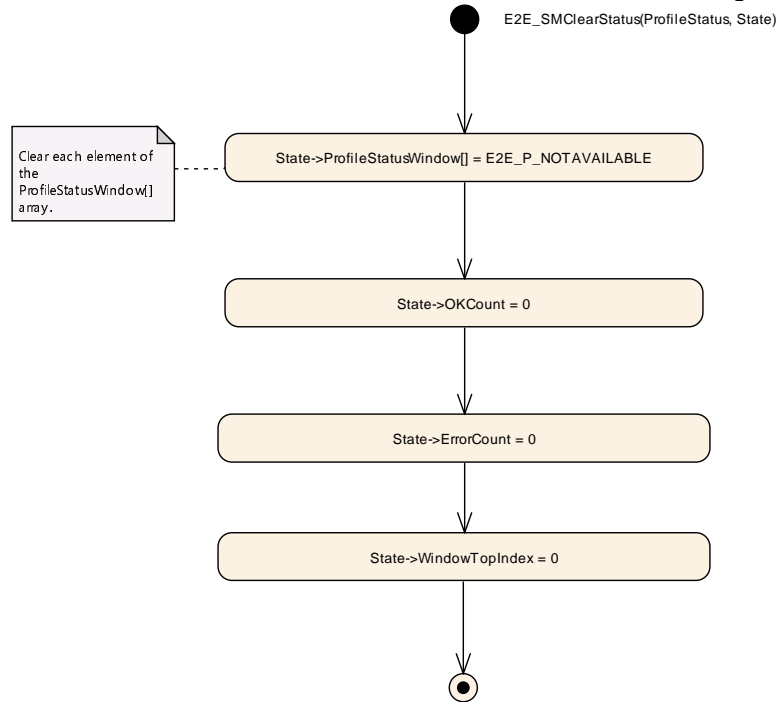 E2E_SMClearStatus(ProfileStatus, State)
Clear each element of
the
ProfileStatusWindow[]
array.
State->ProfileStatusWindow[] = E2E_P_NOTAVAILABLE
State->OKCount = 0
State->ErrorCount = 0
State->WindowTopIndex = 0